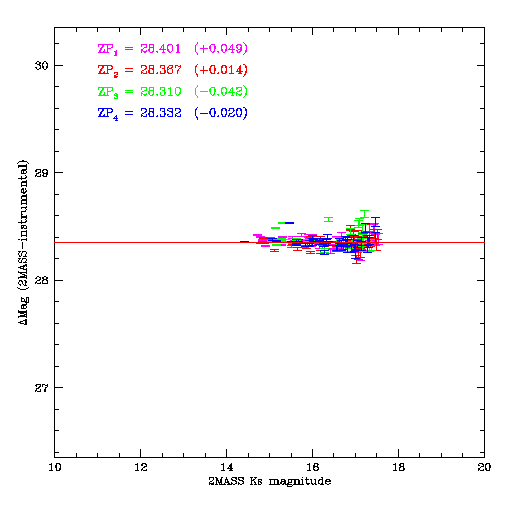 ZP1 = 28.401 (+0.049)
ZP2 = 28.367 (+0.014)
ZP3 = 28.310 (−0.042)
ZP4 = 28.332 (−0.020)
30
29
28
27
ΔMag (2MASS-instrumental)
10 12 14 16 18 20
2MASS Ks magnitude